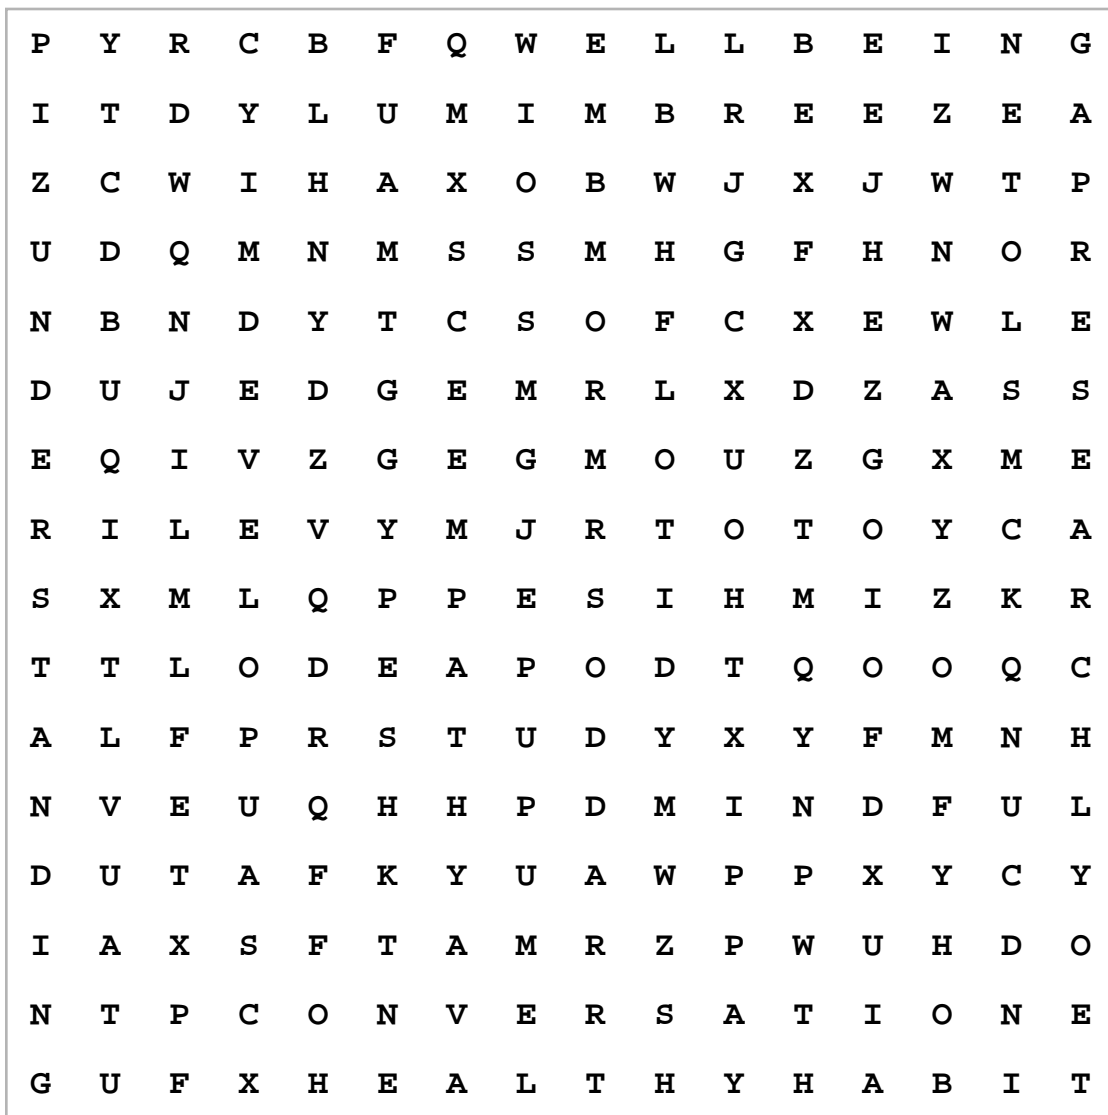 P Y R C B F Q W E L L B E I N G
I T D Y L U M I M B R E E Z E A
Z C W I H A X O B W J X J W T P
U D Q M N M S S M H G F H N O R
N B N D Y T C S O F C X E W L E
D U J E D G E M R L X D Z A S S
E Q I V Z G E G M O U Z G X M E
R I L E V Y M J R T O T O Y C A
S X M L Q P P E S I H M I Z K R
T T L O D E A P O D T Q O O Q C
A L F P R S T U D Y X Y F M N H
N V E U Q H H P D M I N D F U L
D U T A F K Y U A W P P X Y C Y
I A X S F T A M R Z P W U H D O
N T P C O N V E R S A T I O N E
G U F X H E A L T H Y H A B I T